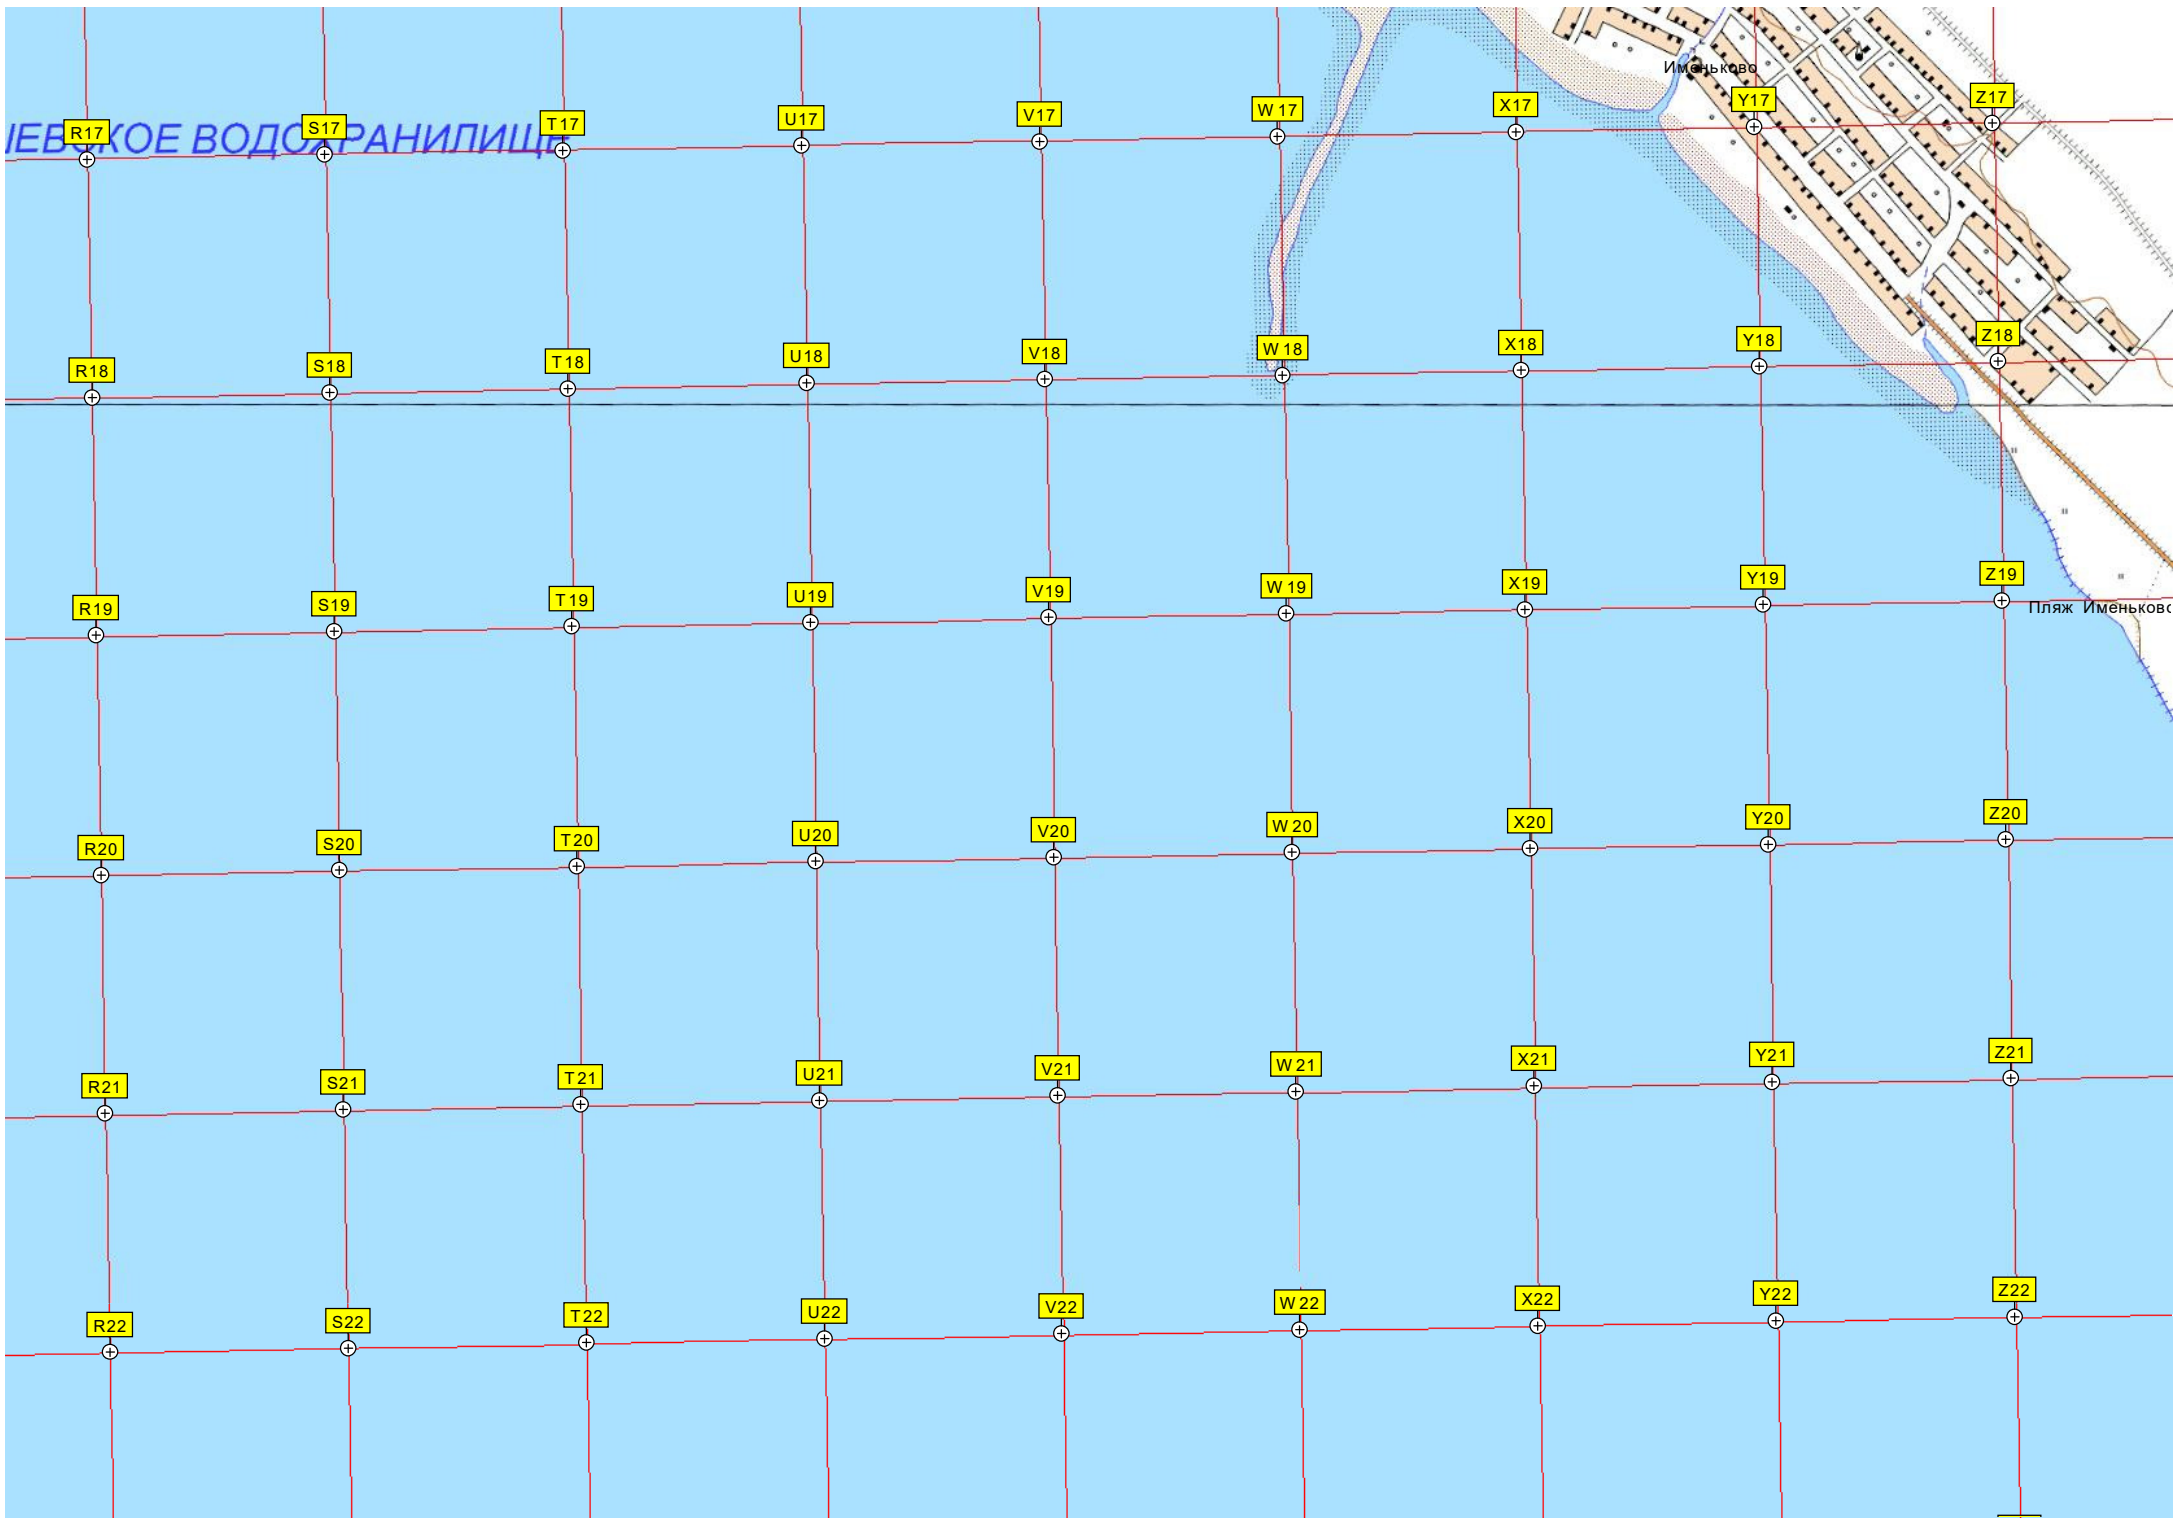 Именьково
R17 S17 T17 U17 V17 W17 X17 Y17 Z17
ЕВСКОЕ ВОДОХРАНИЛИЩЕ
R18 S18 T18 U18 V18 W18 X18 Y18 Z18
R19 S19 T19 U19 V19 W19 X19 Y19 Z19
Пляж Именьково
R20 S20 T20 U20 V20 W20 X20 Y20 Z20
R21 S21 T21 U21 V21 W21 X21 Y21 Z21
R22 S22 T22 U22 V22 W22 X22 Y22 Z22